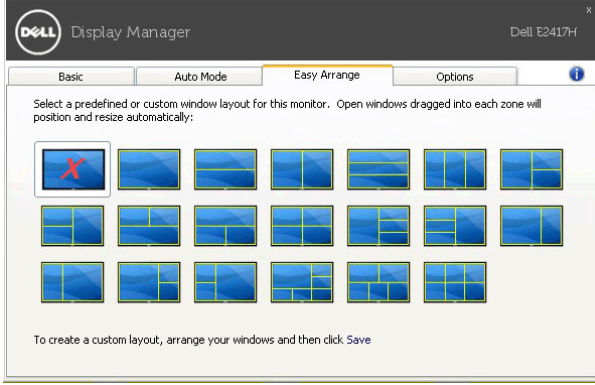 x
DELL Display Manager Dell E2417H
Basic Auto Mode Easy Arrange Options i
Select a predefined or custom window layout for this monitor. Open windows dragged into each zone will
position and resize automatically:
X
To create a custom layout, arrange your windows and then click Save